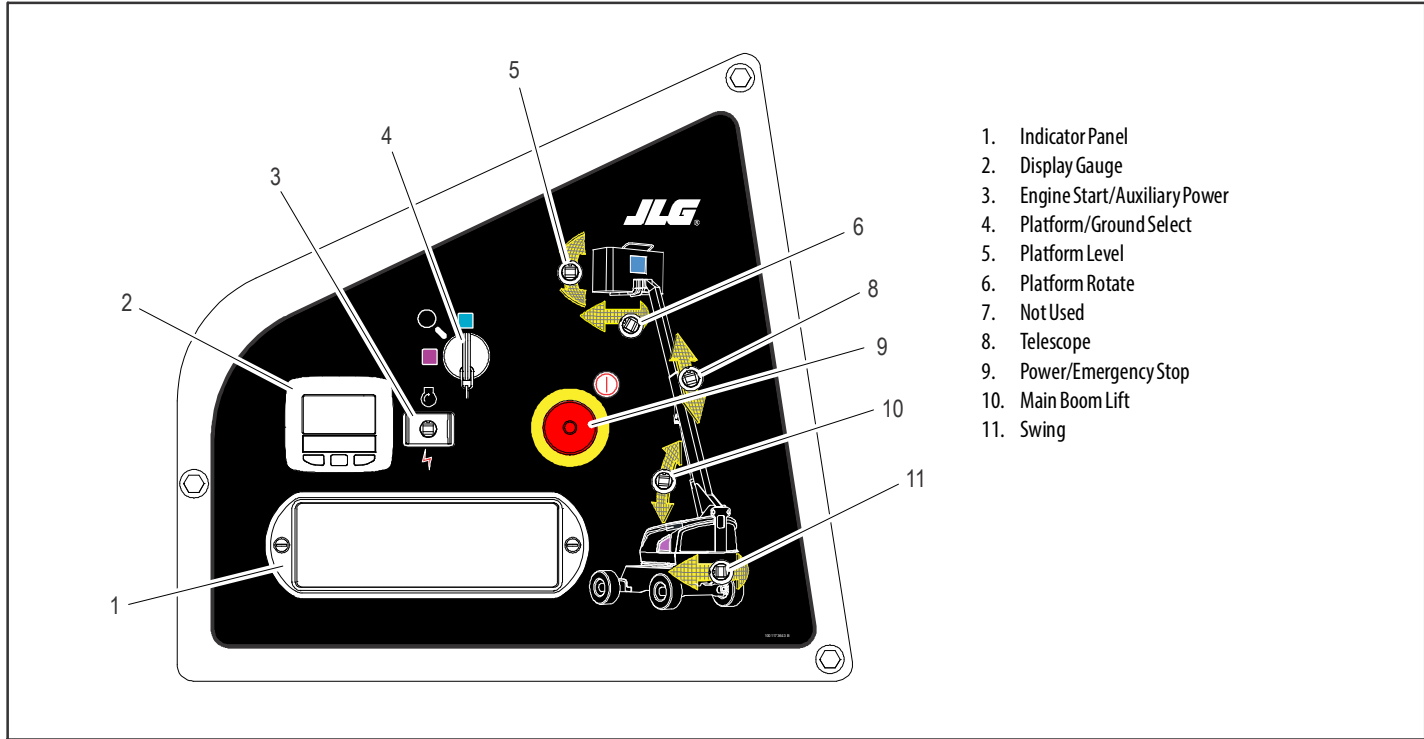 5
4
3
JLG®
6
2
8
9
10
11
1
1. Indicator Panel
2. Display Gauge
3. Engine Start/Auxiliary Power
4. Platform/Ground Select
5. Platform Level
6. Platform Rotate
7. Not Used
8. Telescope
9. Power/Emergency Stop
10. Main Boom Lift
11. Swing